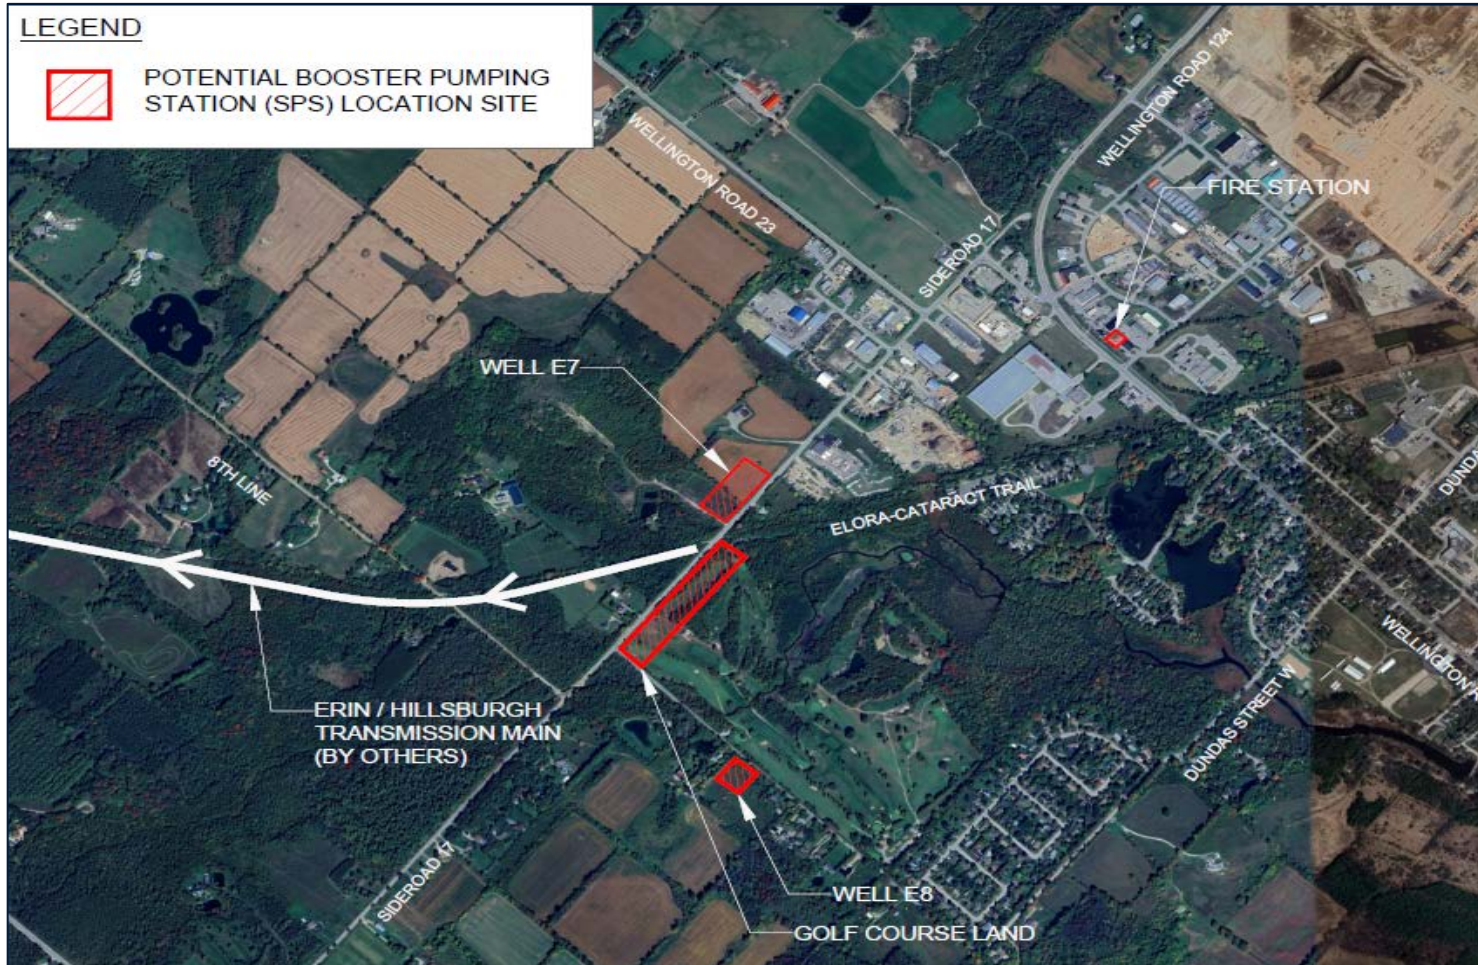 LEGEND
POTENTIAL BOOSTER PUMPING
STATION (SPS) LOCATION SITE
WELLINGTON ROAD 124
WELLINGTON ROAD 23
FIRE STATION
SIDEROAD 17
WELL E7
8TH LINE
ELORA-CATARACT TRAIL
DUNDAS STREET W
ERIN / HILLSBURGH
TRANSMISSION MAIN
(BY OTHERS)
SIDEROAD 17
WELL E8
GOLF COURSE LAND